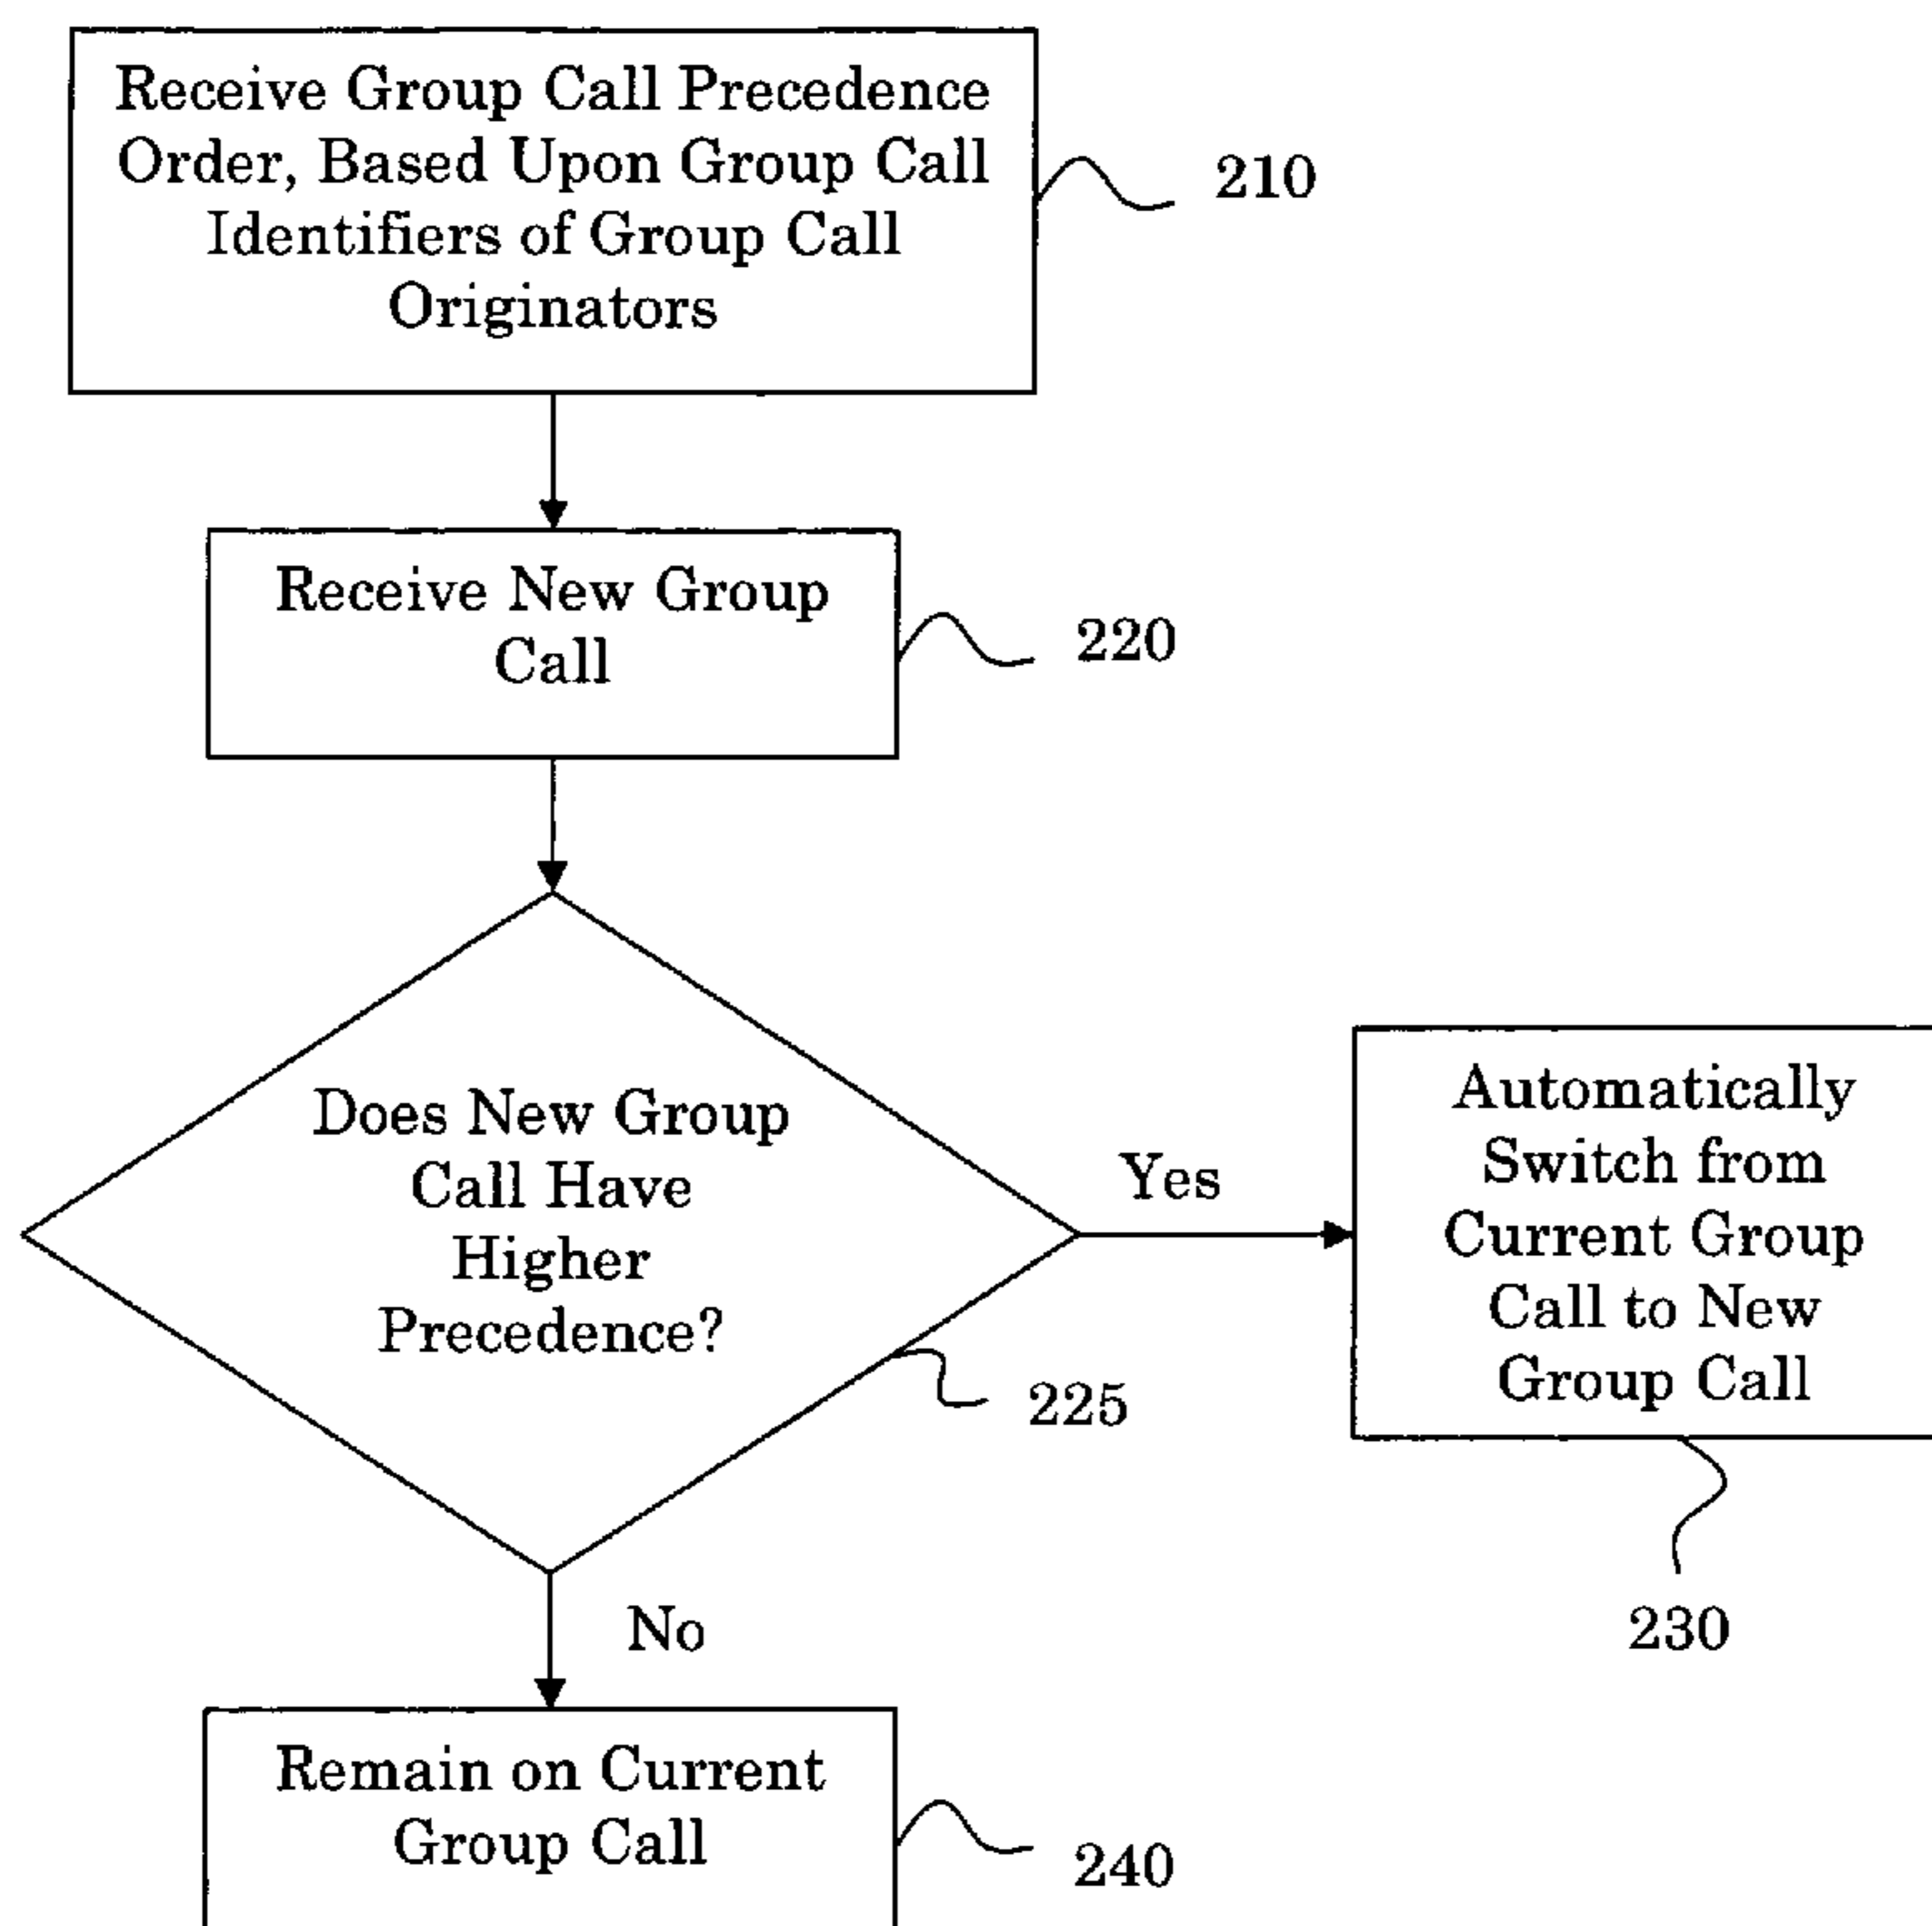 Receive Group Call Precedence
Order, Based Upon Group Call
Identifiers of Group Call
Originators
210
Receive New Group
Call
220
Does New Group
Call Have
Higher
Precedence?
225
Yes
Automatically
Switch from
Current Group
Call to New
Group Call
230
No
Remain on Current
Group Call
240